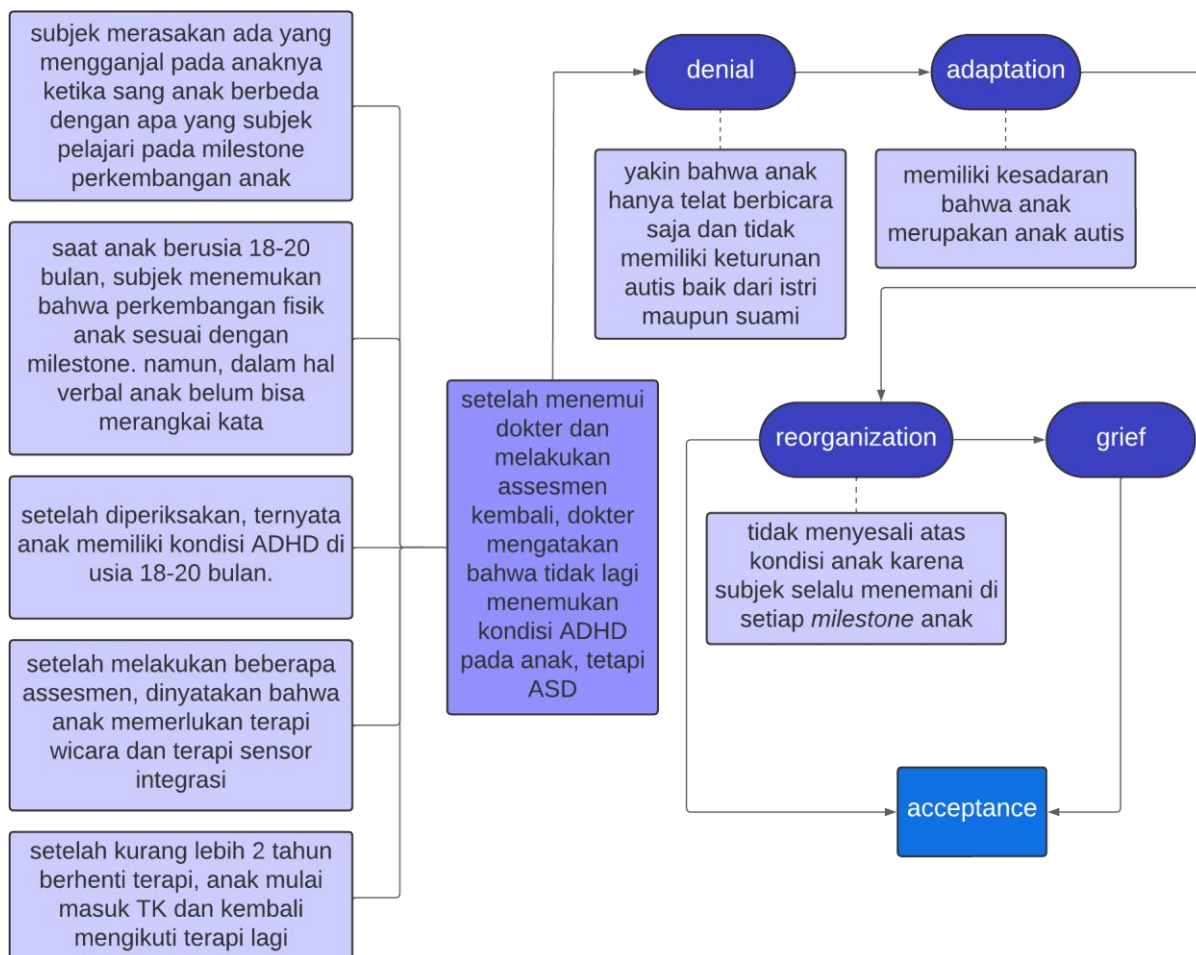 subjek merasakan ada yang
mengganjal pada anaknya
ketika sang anak berbeda
dengan apa yang subjek
pelajari pada milestone
perkembangan anak
saat anak berusia 18-20
bulan, subjek menemukan
bahwa perkembangan fisik
anak sesuai dengan
milestone. namun, dalam hal
verbal anak belum bisa
merangkai kata
setelah diperiksakan, ternyata
anak memiliki kondisi ADHD di
usia 18-20 bulan.
setelah melakukan beberapa
assesmen, dinyatakan bahwa
anak memerlukan terapi
wicara dan terapi sensor
integrasi
setelah kurang lebih 2 tahun
berhenti terapi, anak mulai
masuk TK dan kembali
mengikuti terapi lagi
setelah menemui
dokter dan
melakukan
assesmen
kembali, dokter
mengatakan
bahwa tidak lagi
menemukan
kondisi ADHD
pada anak, tetapi
ASD
denial
yakin bahwa anak
hanya telat berbicara
saja dan tidak
memiliki keturunan
autis baik dari istri
maupun suami
adaptation
memiliki kesadaran
bahwa anak
merupakan anak autis
reorganization
tidak menyesali atas
kondisi anak karena
subjek selalu menemani di
setiap milestone anak
grief
acceptance